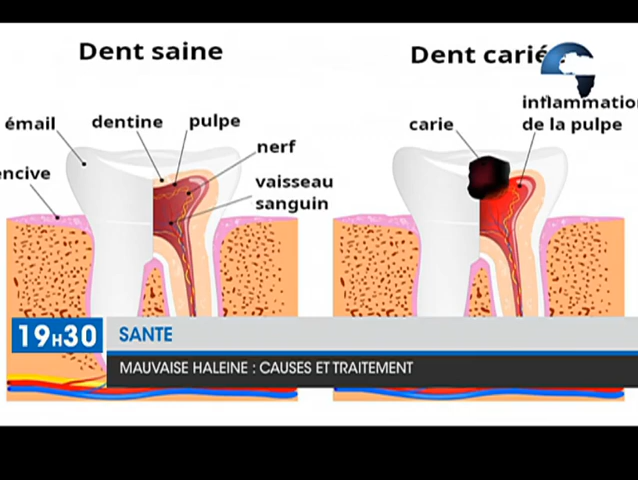 Dent saine
Dent cariée
émail
dentine
pulpe
nerf
encive
vaisseau
sanguin
carie
inflammation
de la pulpe
19H30
SANTE
MAUVAISE HALEINE : CAUSES ET TRAITEMENT